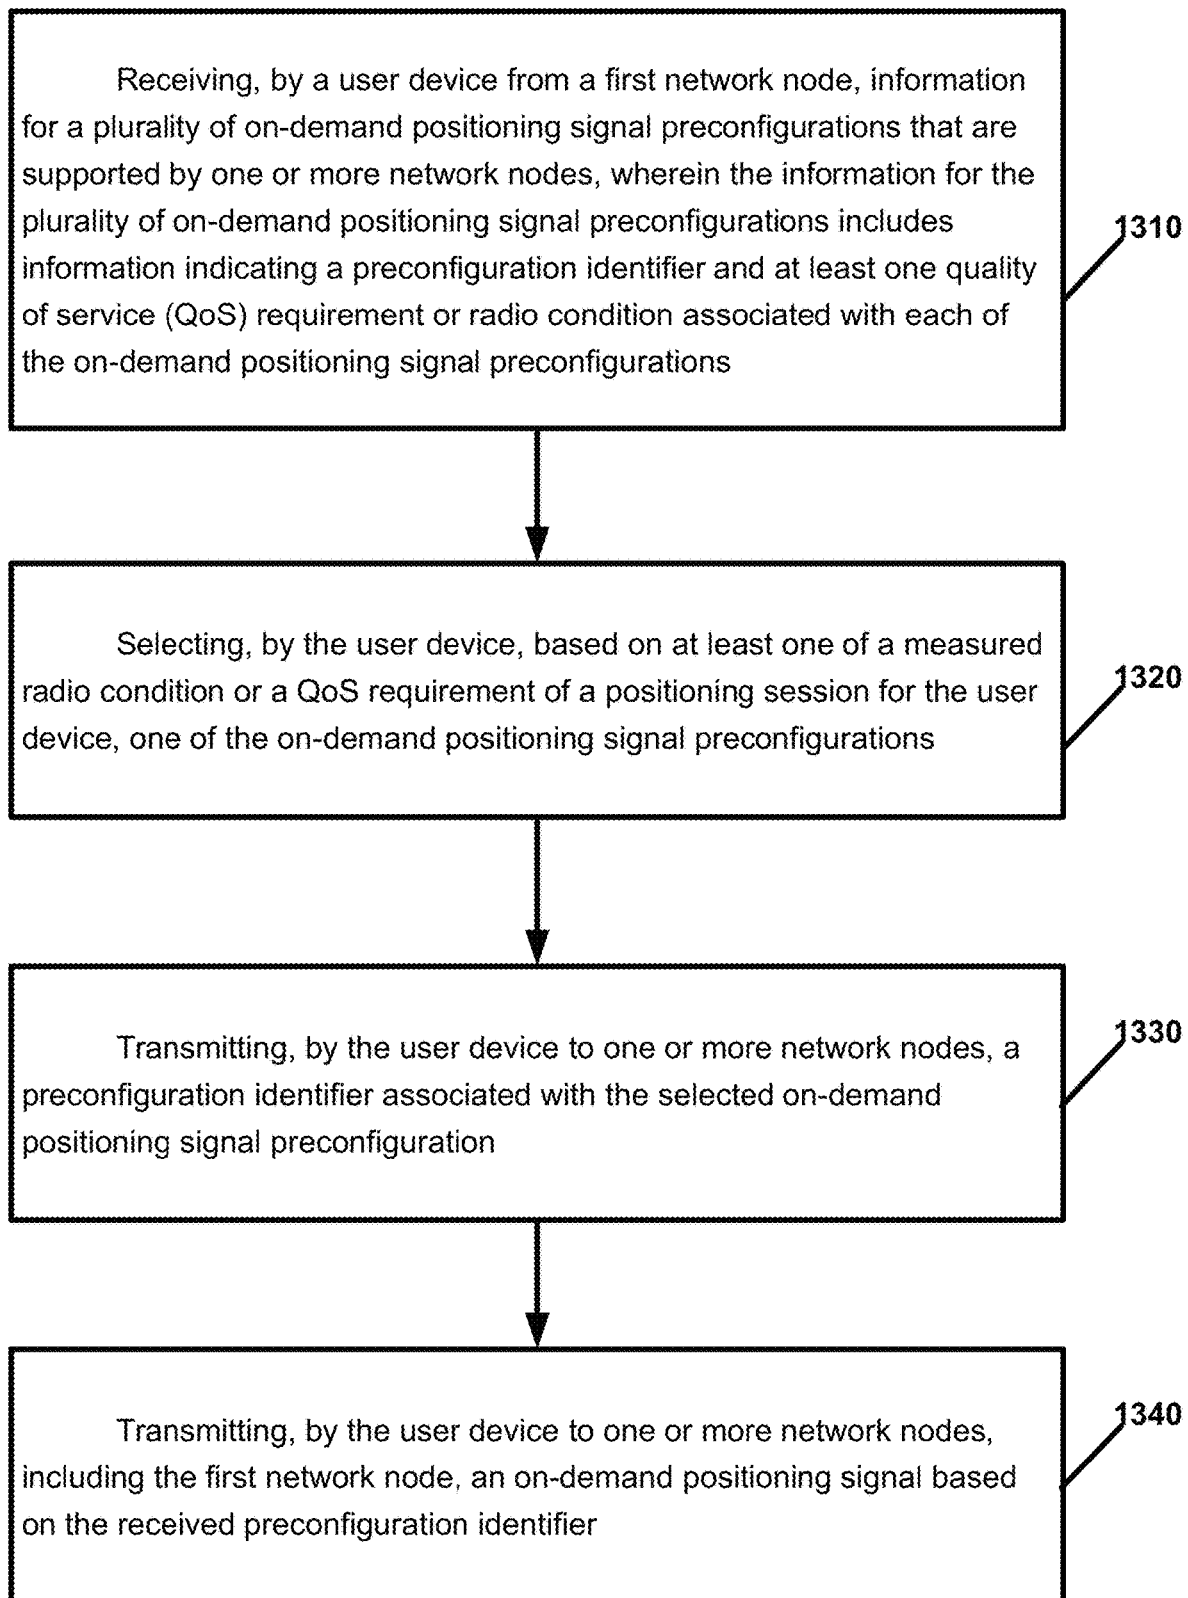 Receiving, by a user device from a first network node, information
for a plurality of on-demand positioning signal preconfigurations that are
supported by one or more network nodes, wherein the information for the
plurality of on-demand positioning signal preconfigurations includes
information indicating a preconfiguration identifier and at least one quality
of service (QoS) requirement or radio condition associated with each of
the on-demand positioning signal preconfigurations
1310
Selecting, by the user device, based on at least one of a measured
radio condition or a QoS requirement of a positioning session for the user
device, one of the on-demand positioning signal preconfigurations
1320
Transmitting, by the user device to one or more network nodes, a
preconfiguration identifier associated with the selected on-demand
positioning signal preconfiguration
1330
Transmitting, by the user device to one or more network nodes,
including the first network node, an on-demand positioning signal based
on the received preconfiguration identifier
1340